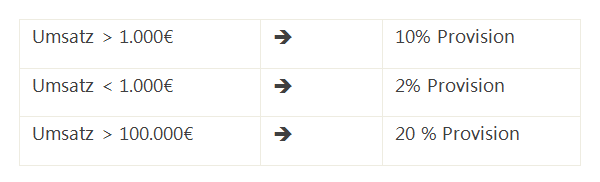 Umsatz > 1.000€ ➔ 10% Provision
Umsatz < 1.000€ ➔ 2% Provision
Umsatz > 100.000€ ➔ 20 % Provision